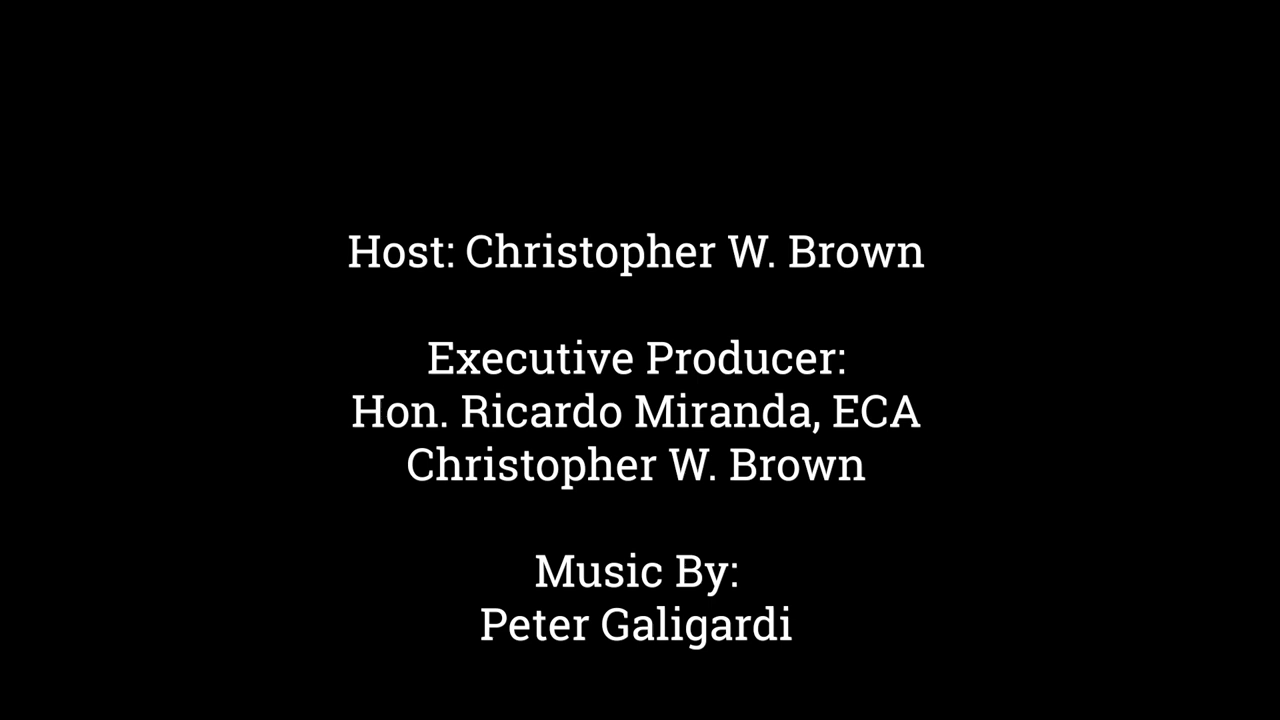 Host: Christopher W. Brown
Executive Producer:
Hon. Ricardo Miranda, ECA
Christopher W. Brown
Music By:
Peter Galigardi